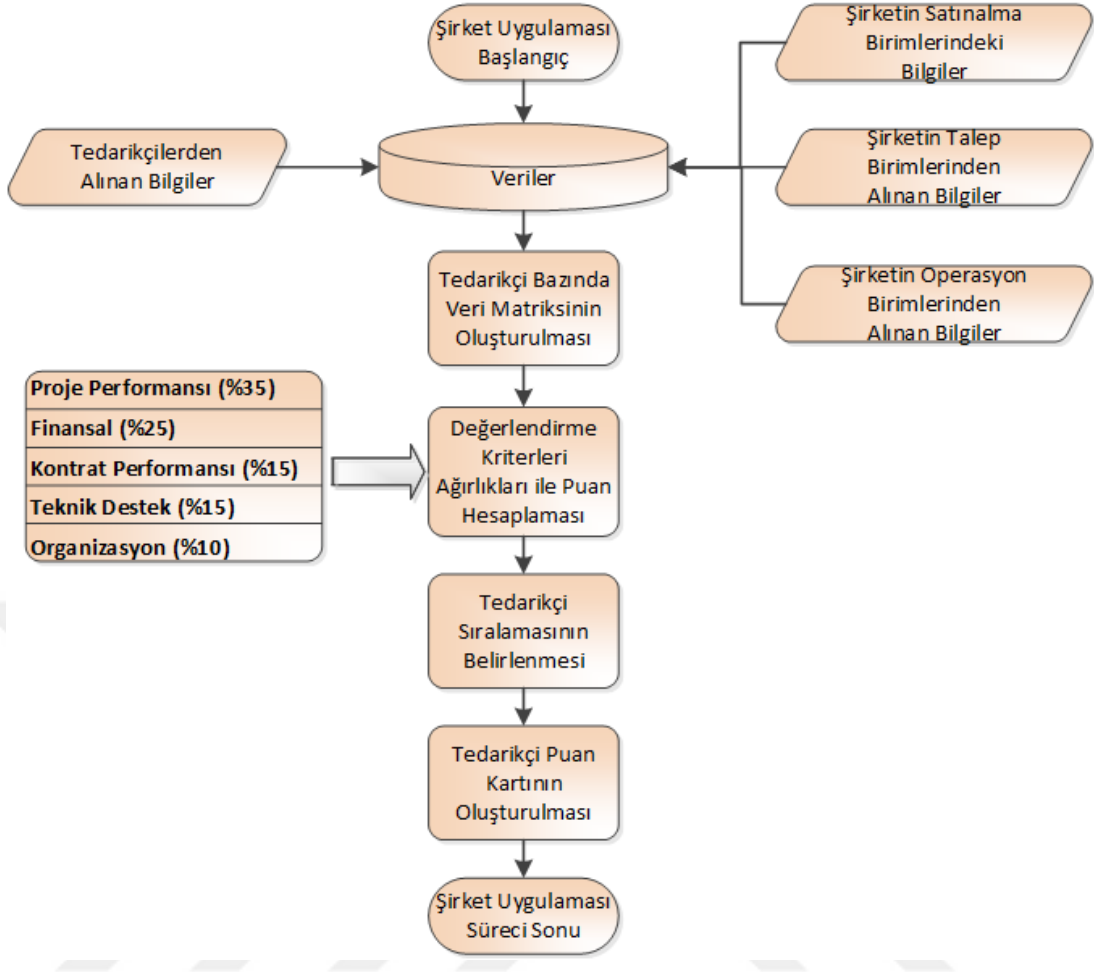 Şirket Uygulaması
Başlangıç
Şirketin Satınalma
Birimlerindeki
Bilgiler
Tedarikçilerden
Alınan Bilgiler
Veriler
Şirketin Talep
Birimlerinden
Alınan Bilgiler
Şirketin Operasyon
Birimlerinden
Alınan Bilgiler
Tedarikçi Bazında
Veri Matriksinin
Oluşturulması
Proje Performansı (%35)
Finansal (%25)
Kontrat Performansı (%15)
Teknik Destek (%15)
Organizasyon (%10)
Değerlendirme
Kriterleri
Ağırlıkları ile Puan
Hesaplaması
Tedarikçi
Sıralamasının
Belirlenmesi
Tedarikçi Puan
Kartının
Oluşturulması
Şirket Uygulaması
Süreci Sonu